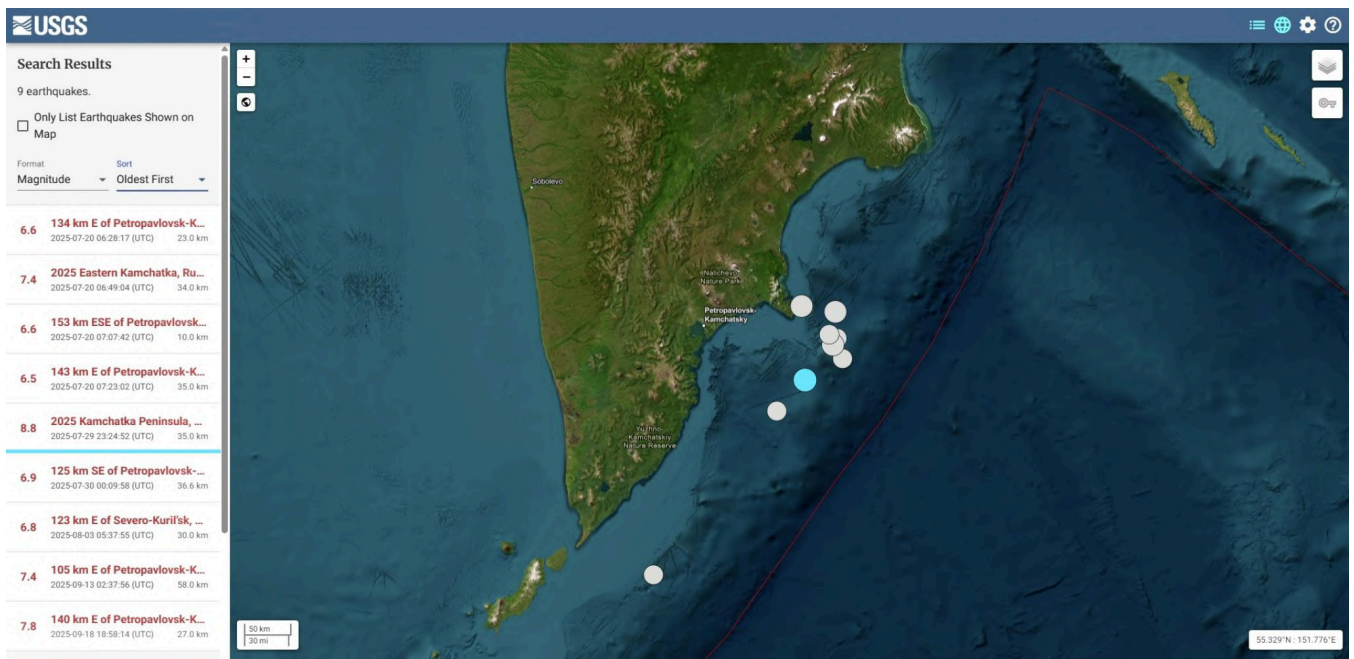 USGS
Search Results
9 earthquakes.
Only List Earthquakes Shown on
Map
Format
Magnitude
Sort
Oldest First
6.6
134 km E of Petropavlovsk-K...
2025-07-20 06:28:17 (UTC) 23.0 km
7.4
2025 Eastern Kamchatka, Ru...
2025-07-20 06:49:04 (UTC) 34.0 km
6.6
153 km ESE of Petropavlovsk...
2025-07-20 07:07:42 (UTC) 10.0 km
6.5
143 km E of Petropavlovsk-K...
2025-07-20 07:23:02 (UTC) 35.0 km
8.8
2025 Kamchatka Peninsula, ...
2025-07-29 23:24:52 (UTC) 35.0 km
6.9
125 km SE of Petropavlovsk-...
2025-07-30 00:09:58 (UTC) 36.6 km
6.8
123 km E of Severo-Kuril'sk, ...
2025-08-03 05:37:55 (UTC) 30.0 km
7.4
105 km E of Petropavlovsk-K...
2025-09-13 02:37:56 (UTC) 58.0 km
7.8
140 km E of Petropavlovsk-K...
2025-09-18 18:58:14 (UTC) 27.0 km
+
−
Sobolevo
Nalichevo
Nature Park
Petropavlovsk-
Kamchatsky
Yuzhno-
Kamchatskiy
Nature Reserve
50 km
30 mi
55.329°N : 151.776°E